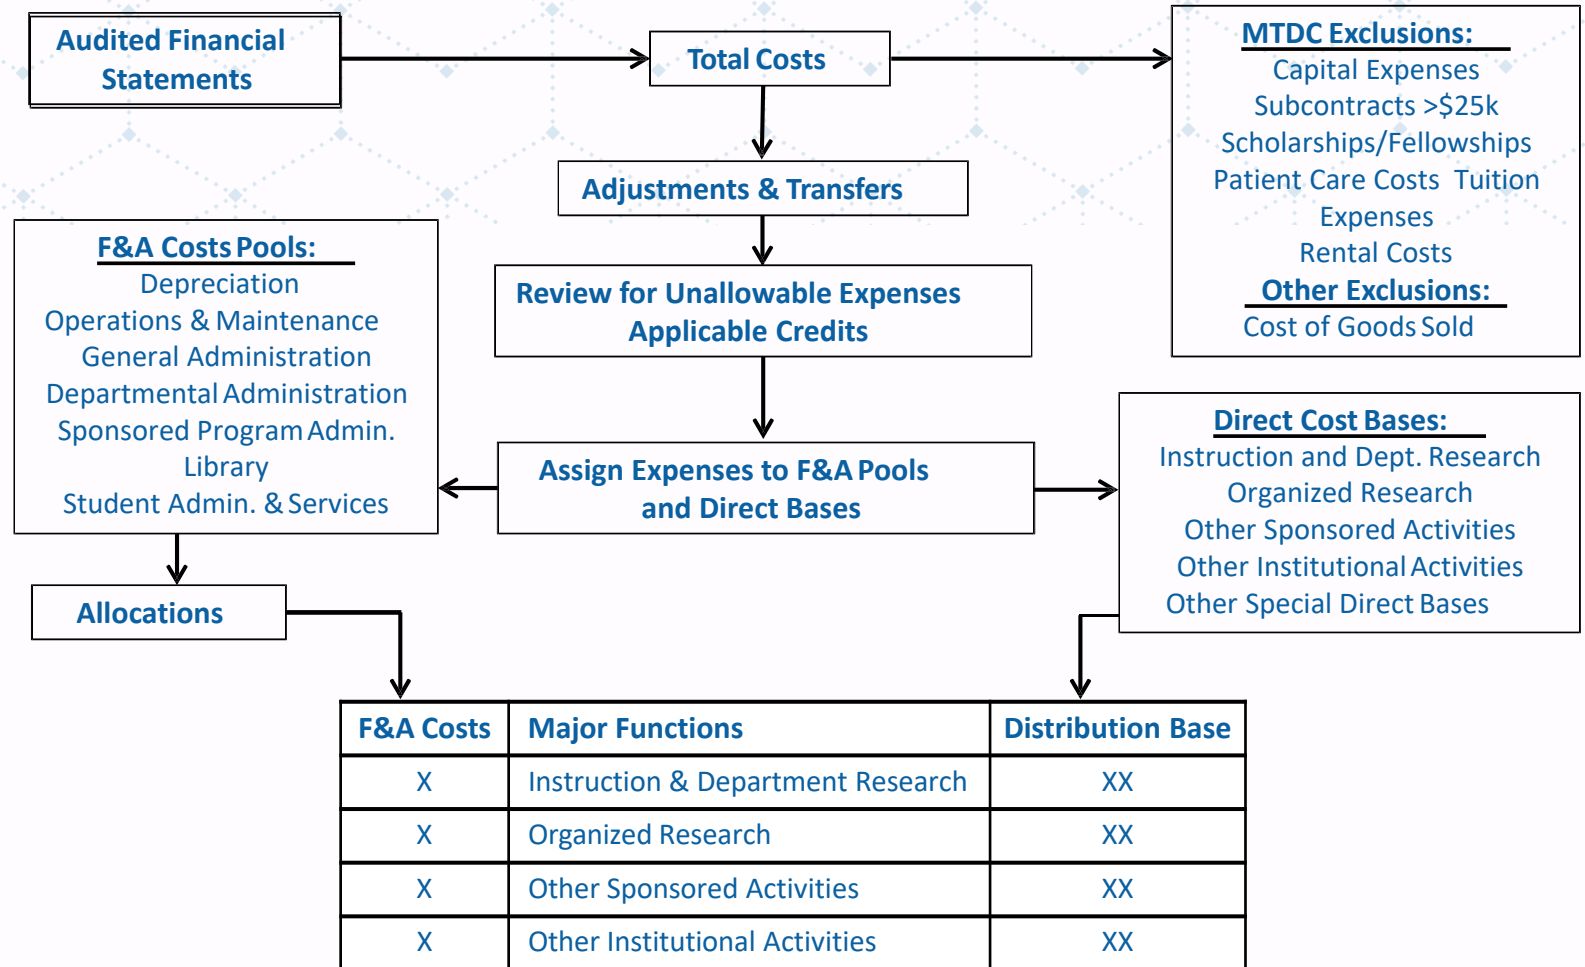 Audited Financial
Statements
Total Costs
MTDC Exclusions:
Capital Expenses
Subcontracts >$25k
Scholarships/Fellowships
Patient Care Costs Tuition
Expenses
Rental Costs
Other Exclusions:
Cost of Goods Sold
Adjustments & Transfers
F&A Costs Pools:
Depreciation
Operations & Maintenance
General Administration
Departmental Administration
Sponsored Program Admin.
Library
Student Admin. & Services
Review for Unallowable Expenses
Applicable Credits
Assign Expenses to F&A Pools
and Direct Bases
Direct Cost Bases:
Instruction and Dept. Research
Organized Research
Other Sponsored Activities
Other Institutional Activities
Other Special Direct Bases
Allocations
F&A Costs Major Functions Distribution Base
X Instruction & Department Research XX
X Organized Research XX
X Other Sponsored Activities XX
X Other Institutional Activities XX